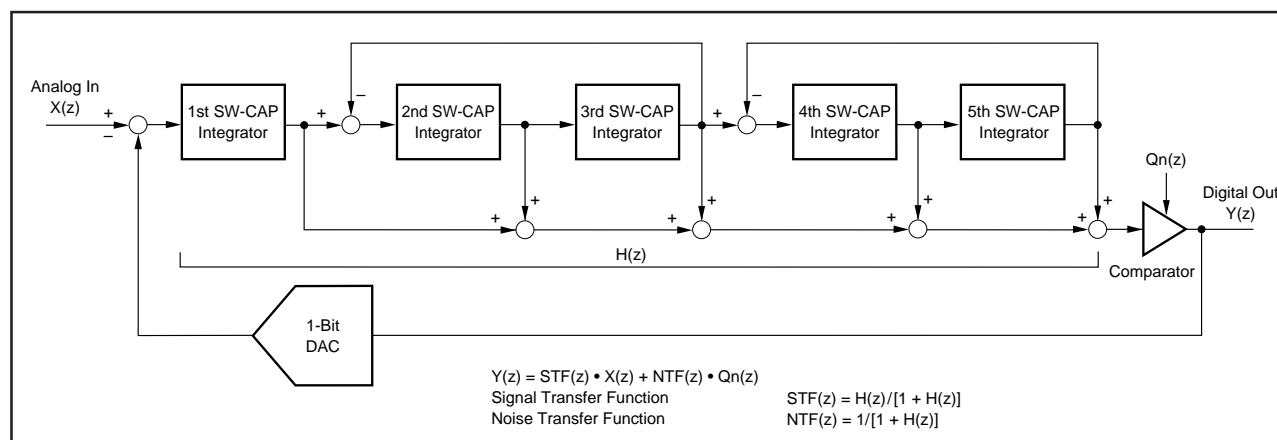 Analog In
X(z)
+
−
1st SW-CAP
Integrator
+
−
2nd SW-CAP
Integrator
3rd SW-CAP
Integrator
+
−
4th SW-CAP
Integrator
5th SW-CAP
Integrator
Qn(z)
Digital Out
Y(z)
+
+
+
+
+
+
+
+
H(z)
Comparator
1-Bit
DAC
Y(z) = STF(z) • X(z) + NTF(z) • Qn(z)
Signal Transfer Function STF(z) = H(z)/[1 + H(z)]
Noise Transfer Function NTF(z) = 1/[1 + H(z)]